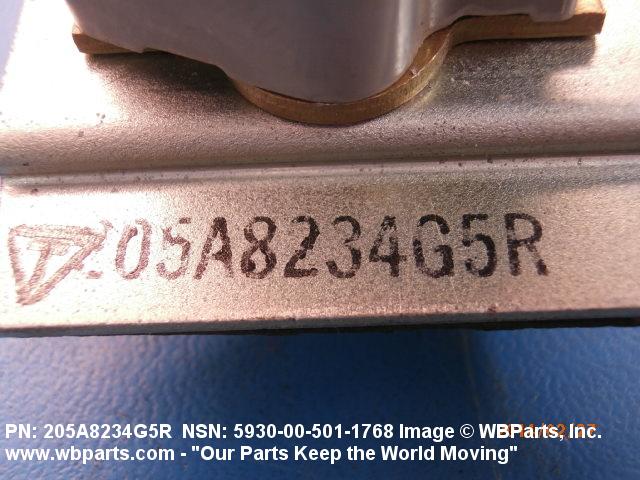 205A8234G5R
PN: 205A8234G5R NSN: 5930-00-501-1768 Image © WBParts, Inc.
www.wbparts.com - "Our Parts Keep the World Moving"